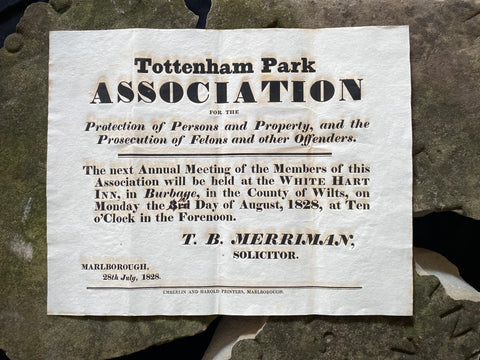 Tottenham Park
ASSOCIATION
FOR THE
Protection of Persons and Property, and the
Prosecution of Felons and other Offenders.
The next Annual Meeting of the Members of this
Association will be held at the WHITE HART
INN, in Burbage, in the County of Wilts, on
Monday the Day of August, 1828, at Ten
o'Clock in the Forenoon.
T. B. MERRIMAN,
SOLICITOR.
MARLBOROUGH,
28th July, 1828.
EMBERLIN AND HAROLD PRINTERS, MARLBOROUGH.